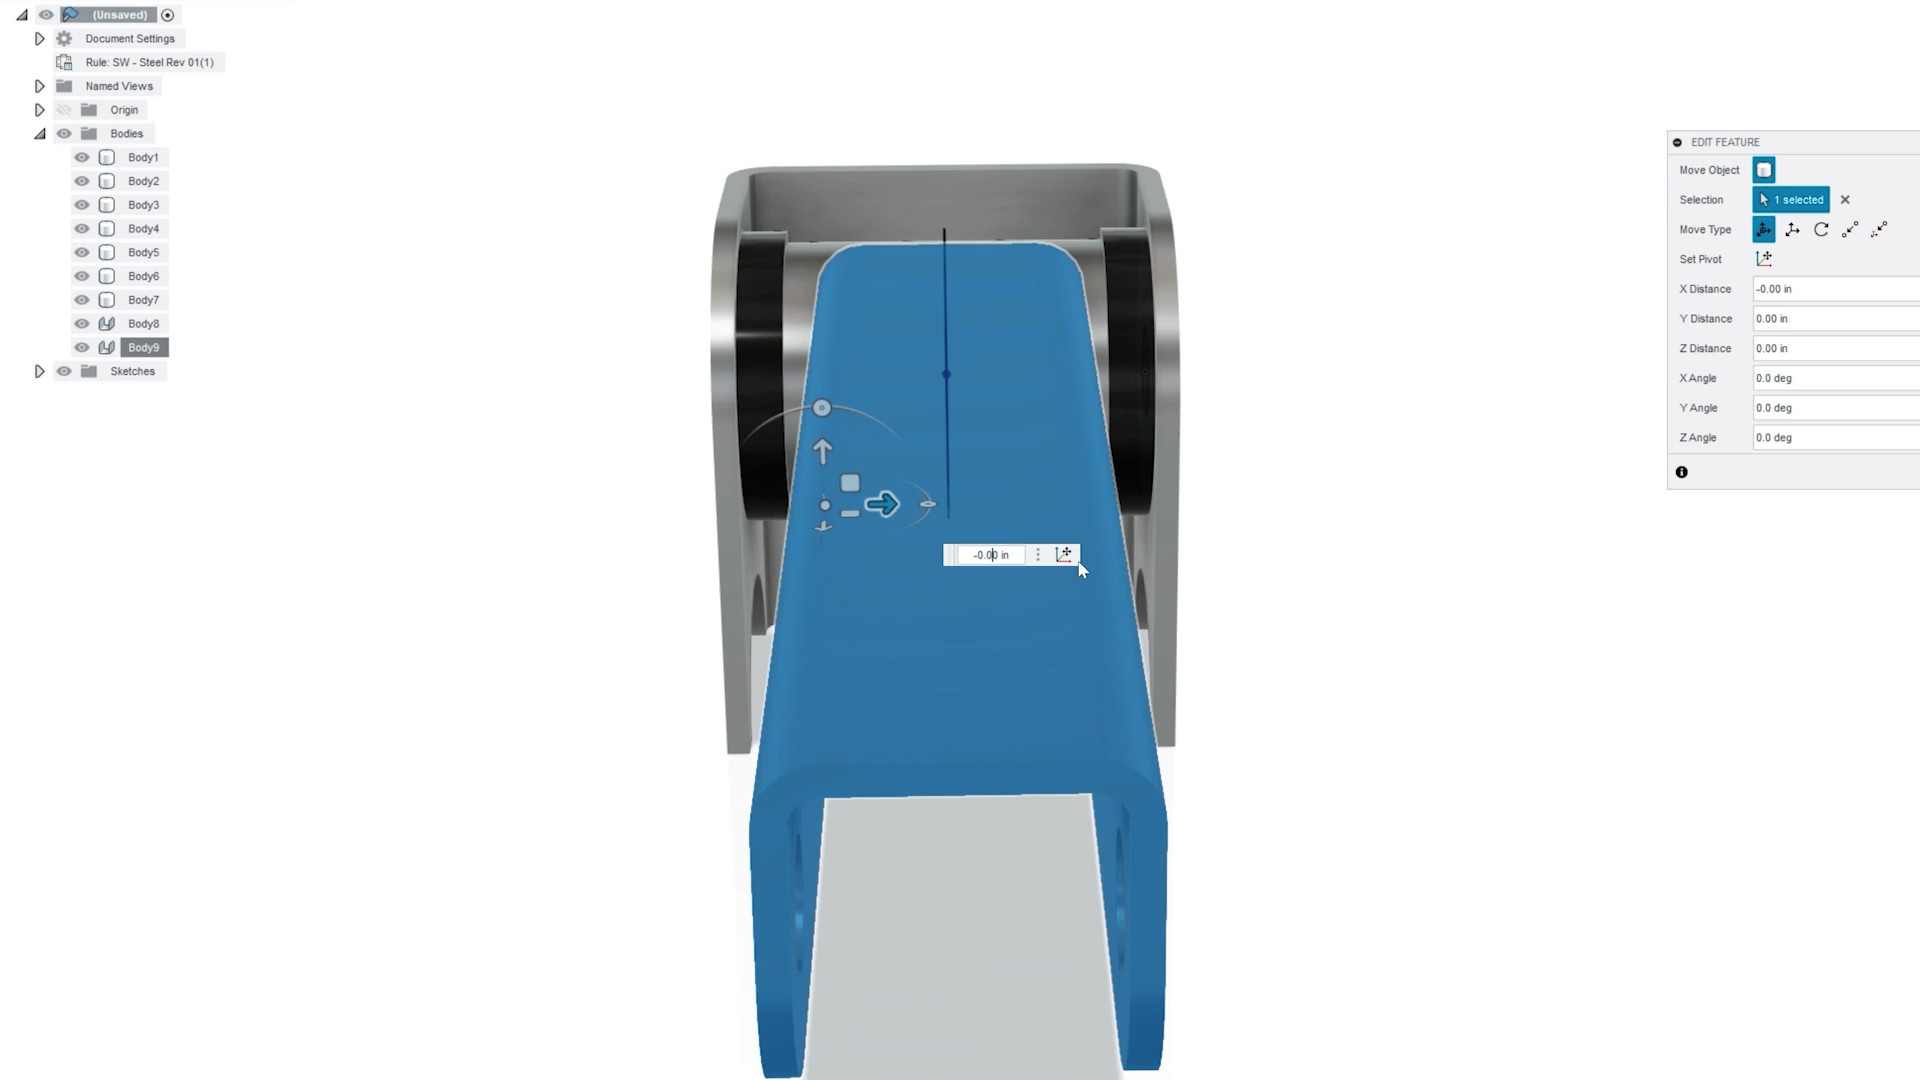 (Unsaved)
Document Settings
Rule: SW - Steel Rev 01(1)
Named Views
Origin
Bodies
Body1
Body2
Body3
Body4
Body5
Body6
Body7
Body8
Body9
Sketches
EDIT FEATURE
Move Object
Selection 1 selected
Move Type
Set Pivot
X Distance -0.00 in
Y Distance 0.00 in
Z Distance 0.00 in
X Angle 0.0 deg
Y Angle 0.0 deg
Z Angle 0.0 deg
-0.00 in